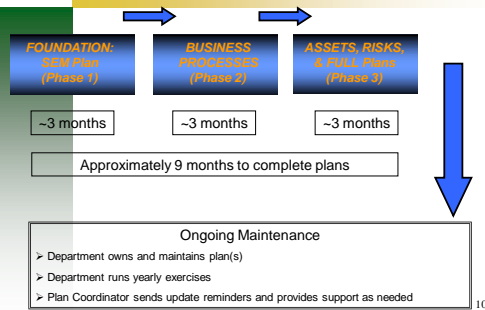 FOUNDATION:
SEM Plan
(Phase 1)
BUSINESS
PROCESSES
(Phase 2)
ASSETS, RISKS,
& FULL Plans
(Phase 3)
~3 months
~3 months
~3 months
Approximately 9 months to complete plans
Ongoing Maintenance
➢ Department owns and maintains plan(s)
➢ Department runs yearly exercises
➢ Plan Coordinator sends update reminders and provides support as needed
10